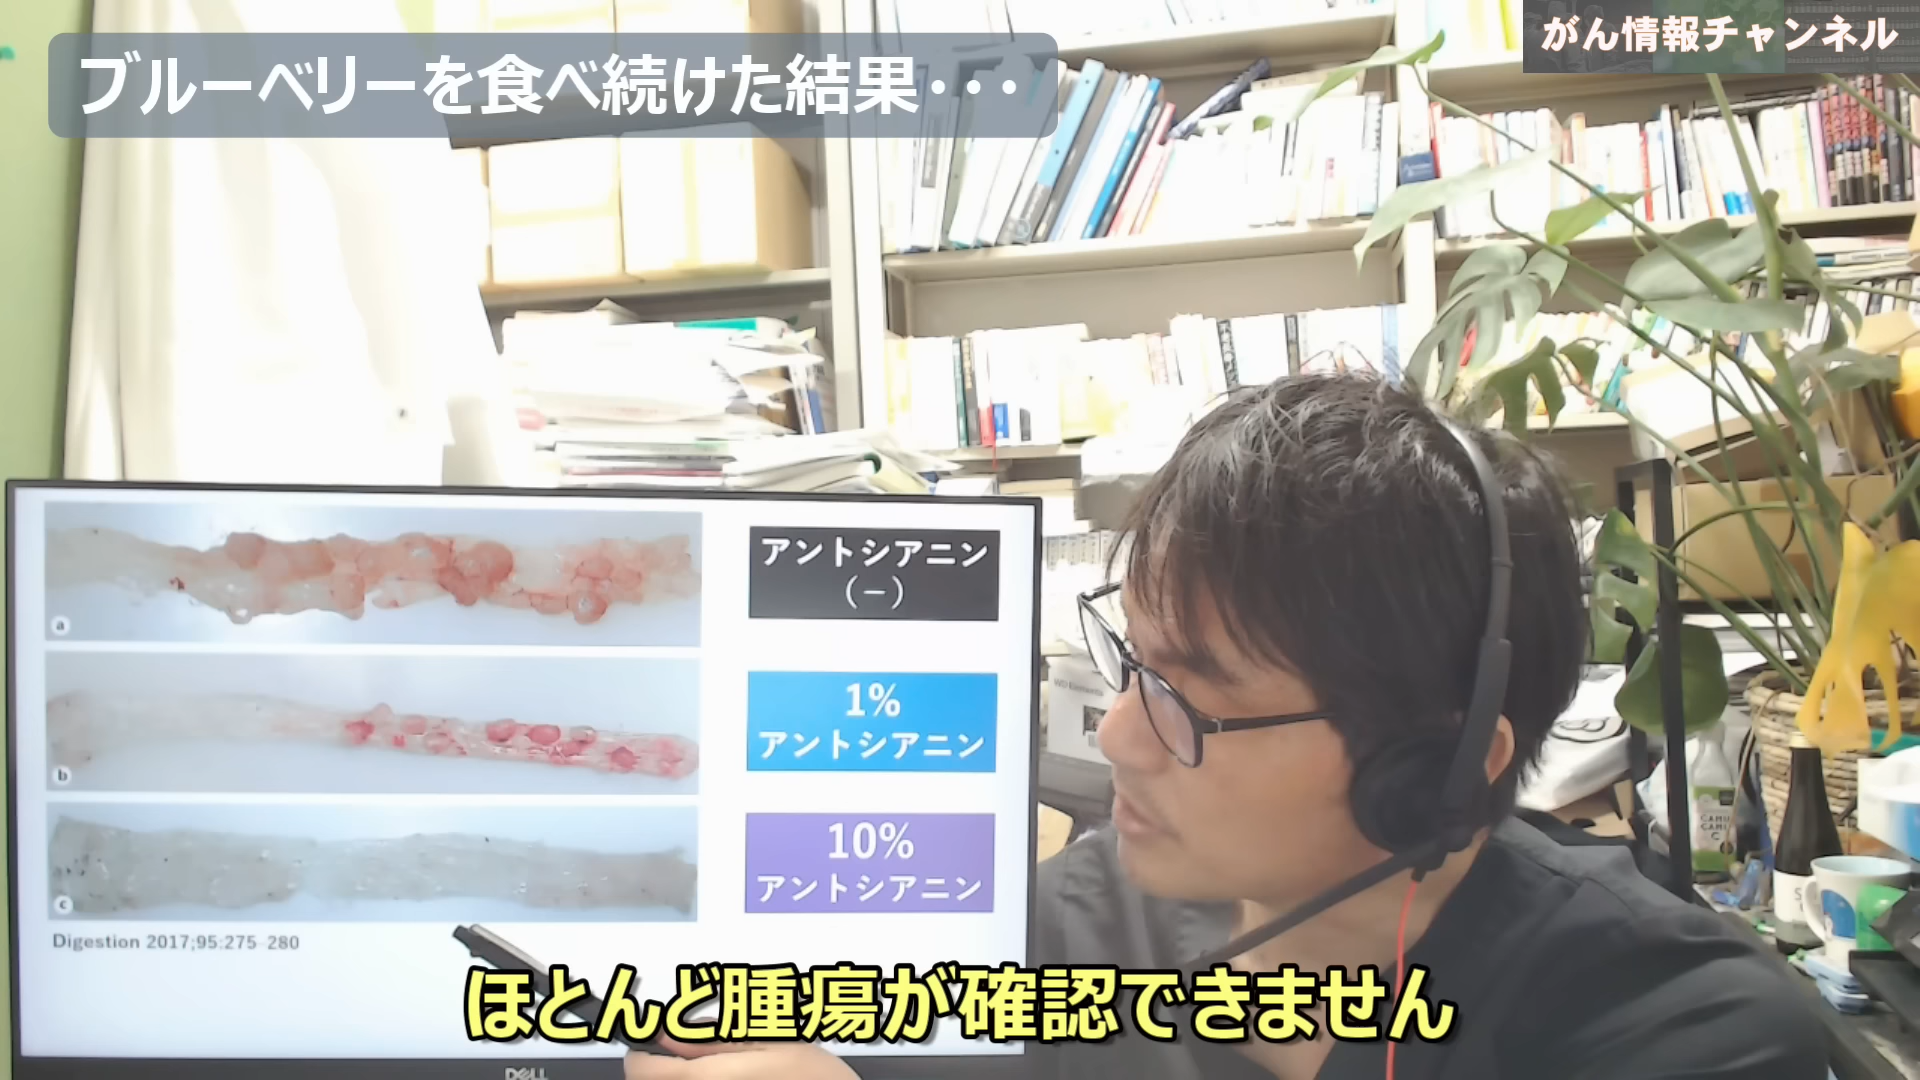 ブルーベリーを食べ続けた結果･･･
がん情報チャンネル
アントシアニン
(－)
a
1%
アントシアニン
b
10%
アントシアニン
c
Digestion 2017;95:275-280
ほとんど腫瘍が確認できません
DELL
CAMU
CAMU
C